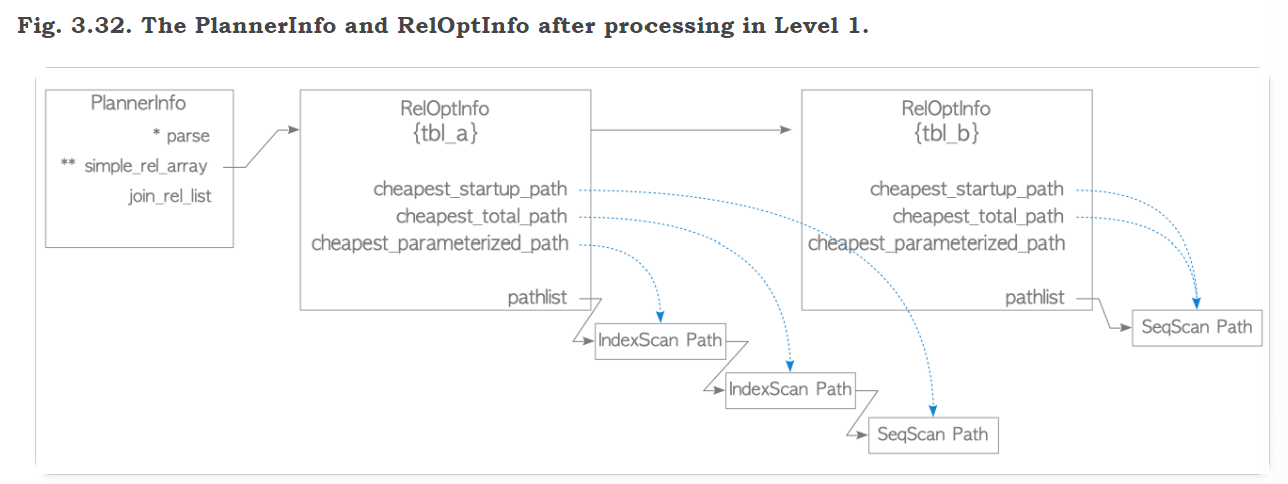 Fig. 3.32. The PlannerInfo and RelOptInfo after processing in Level 1.
PlannerInfo
* parse
** simple_rel_array
join_rel_list
RelOptInfo
{tbl_a}
cheapest_startup_path
cheapest_total_path
cheapest_parameterized_path
pathlist
IndexScan Path
IndexScan Path
SeqScan Path
RelOptInfo
{tbl_b}
cheapest_startup_path
cheapest_total_path
cheapest_parameterized_path
pathlist
SeqScan Path